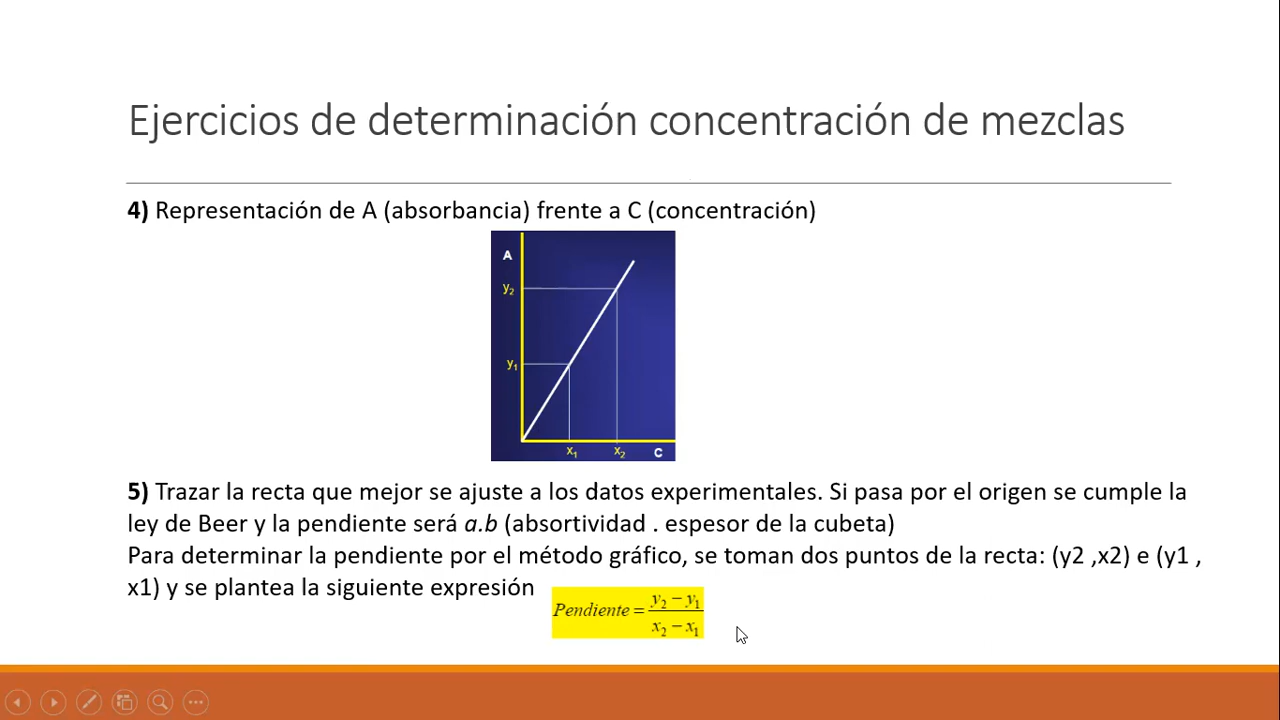 Ejercicios de determinación concentración de mezclas
4) Representación de A (absorbancia) frente a C (concentración)
A
y₂
y₁
x₁ x₂ C
5) Trazar la recta que mejor se ajuste a los datos experimentales. Si pasa por el origen se cumple la
ley de Beer y la pendiente será a.b (absortividad . espesor de la cubeta)
Para determinar la pendiente por el método gráfico, se toman dos puntos de la recta: (y2 ,x2) e (y1 ,
x1) y se plantea la siguiente expresión
Pendiente = (y₂ − y₁) / (x₂ − x₁)